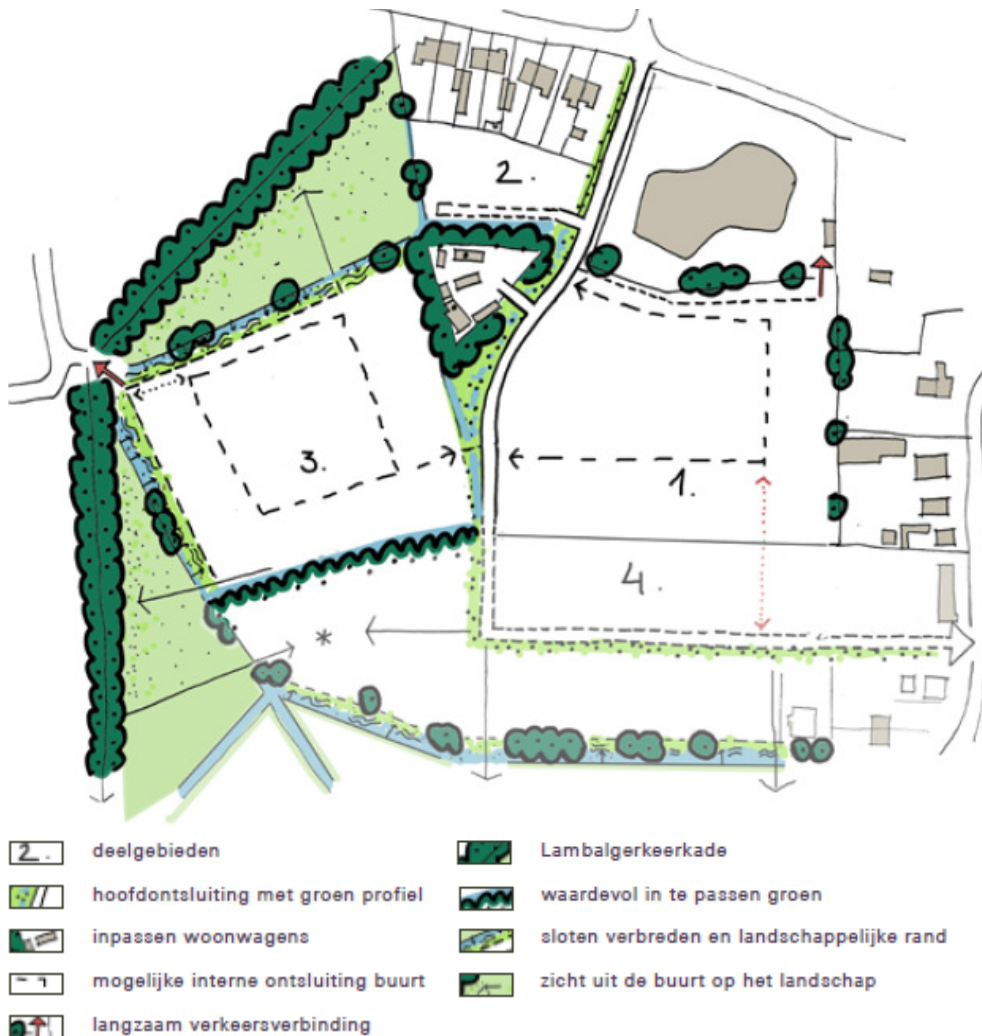 2.
3.
1.
4.
*
2. deelgebieden
hoofdontsluiting met groen profiel
inpassen woonwagens
mogelijke interne ontsluiting buurt
langzaam verkeersverbinding
Lambalgerkeerkade
waardevol in te passen groen
sloten verbreden en landschappelijke rand
zicht uit de buurt op het landschap